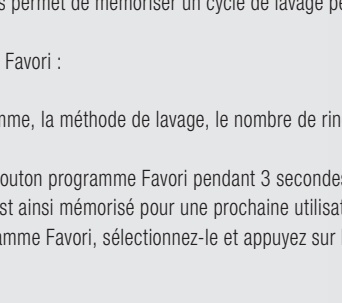 s permet de mémoriser un cycle de lavage pe
Favori :
mme, la méthode de lavage, le nombre de rin
outon programme Favori pendant 3 secondes
st ainsi mémorisé pour une prochaine utilisat
amme Favori, sélectionnez-le et appuyez sur